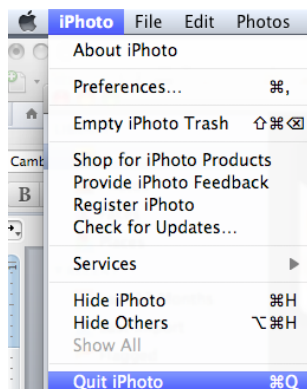 iPhoto File Edit Photos
About iPhoto
Preferences... ⌘,
Empty iPhoto Trash ⇧⌘⌫
Camb
Shop for iPhoto Products
Provide iPhoto Feedback
B
Register iPhoto
Check for Updates...
Services ▶
Hide iPhoto ⌘H
Hide Others ⌥⌘H
Show All
Quit iPhoto ⌘Q